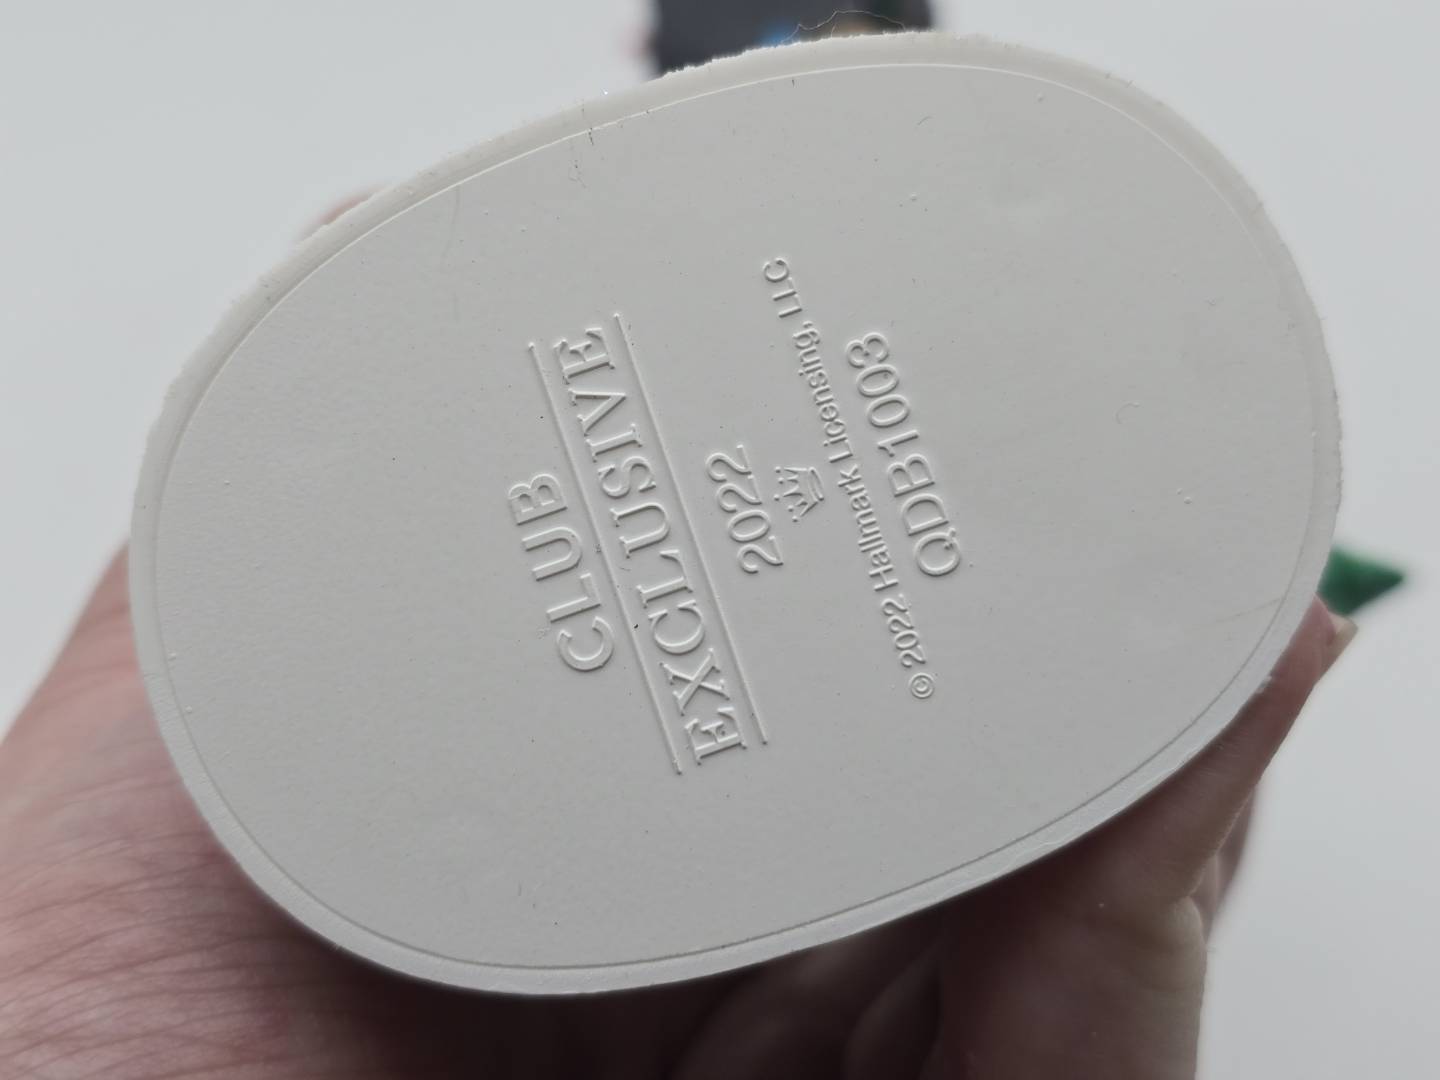 CLUB
EXCLUSIVE
2022
© 2022 Hallmark Licensing, LLC
QDB1003